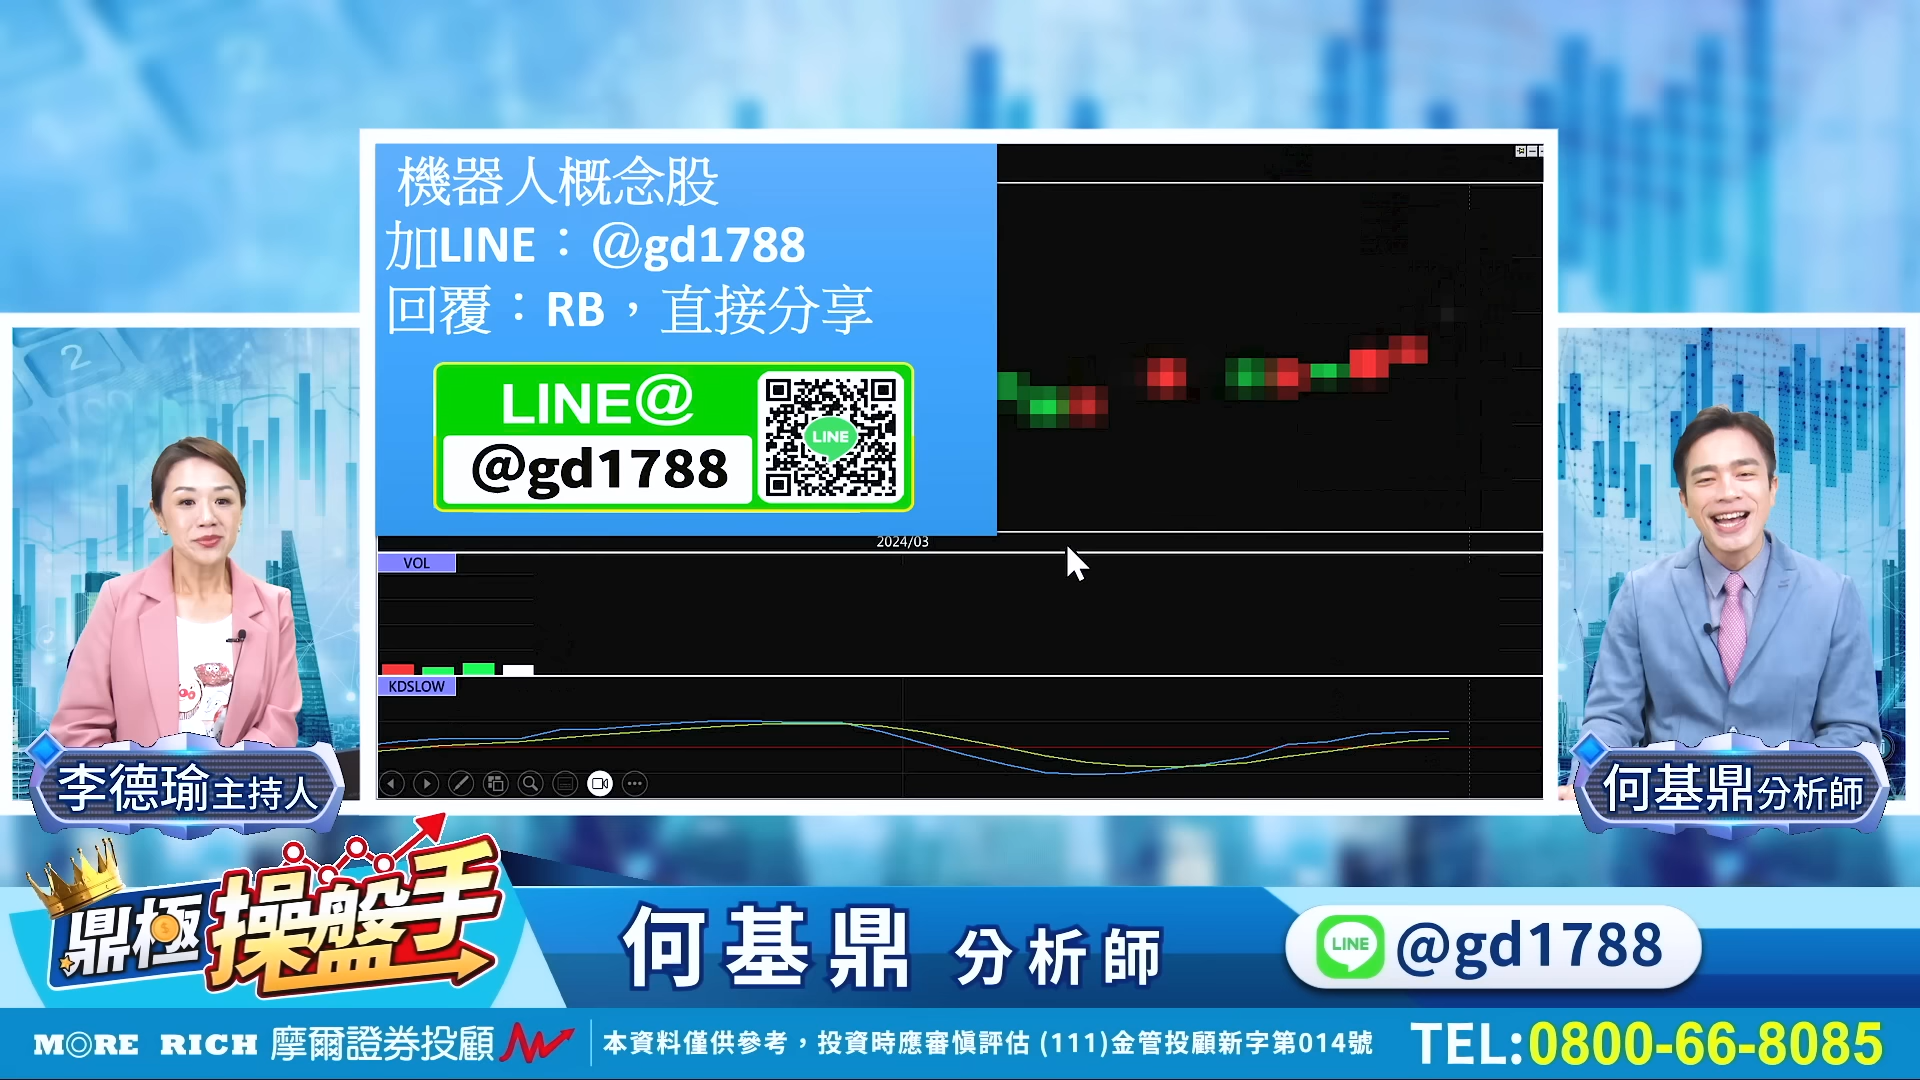 機器人概念股
加LINE：@gd1788
回覆：RB，直接分享
LINE@
@gd1788
LINE
2024/03
VOL
KDSLOW
2
李德瑜主持人
何基鼎分析師
鼎極操盤手
何基鼎 分析師
LINE @gd1788
MORE RICH 摩爾證券投顧
本資料僅供參考，投資時應審慎評估 (111)金管投顧新字第014號
TEL:0800-66-8085